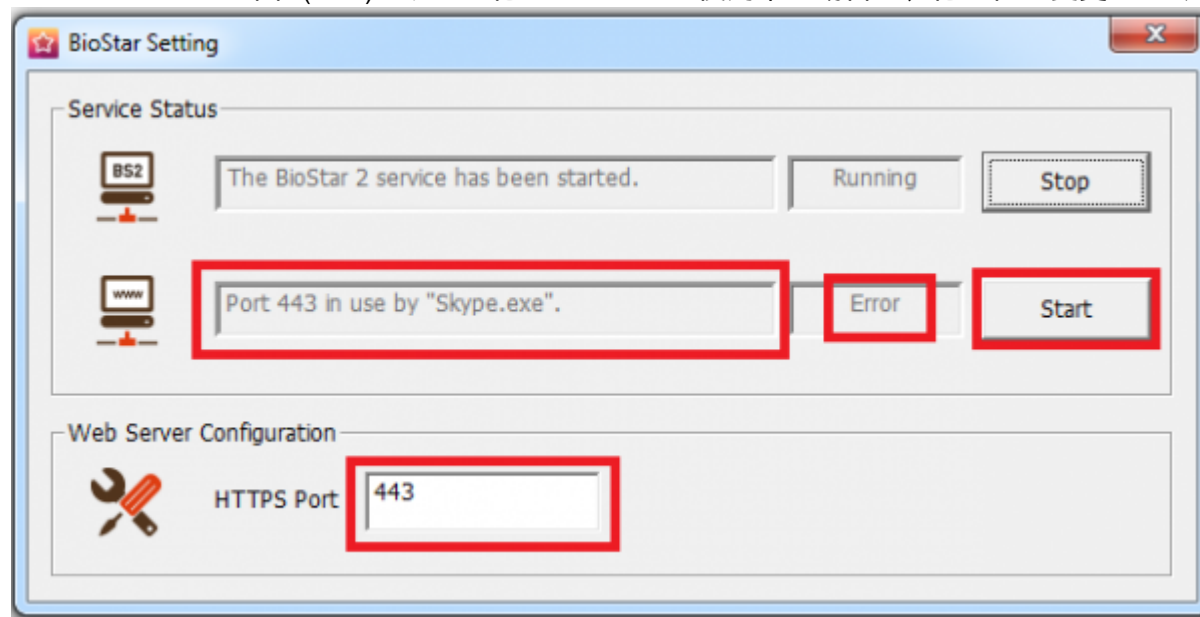 BioStar Setting
Service Status
BS2
The BioStar 2 service has been started.
Running
Stop
www
Port 443 in use by "Skype.exe".
Error
Start
Web Server Configuration
HTTPS Port
443